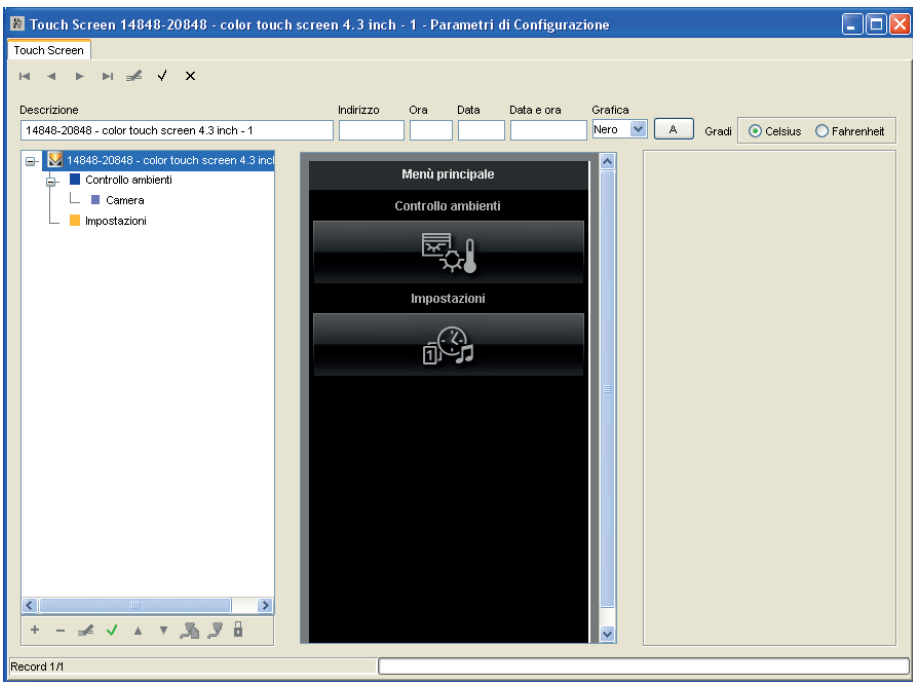 Touch Screen 14848-20848 - color touch screen 4.3 inch - 1 - Parametri di Configurazione
Touch Screen
Descrizione Indirizzo Ora Data Data e ora Grafica
14848-20848 - color touch screen 4.3 inch - 1 Nero A Gradi Celsius Fahrenheit
14848-20848 - color touch screen 4.3 incl
Controllo ambienti
Camera
Impostazioni
Menù principale
Controllo ambienti
Impostazioni
1
Record 1/1